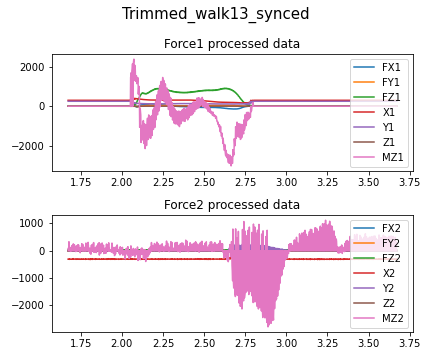 Trimmed_walk13_synced
Force1 processed data
2000
0
−2000
FX1
FY1
FZ1
X1
Y1
Z1
MZ1
1.75 2.00 2.25 2.50 2.75 3.00 3.25 3.50 3.75
Force2 processed data
1000
0
−1000
−2000
FX2
FY2
FZ2
X2
Y2
Z2
MZ2
1.75 2.00 2.25 2.50 2.75 3.00 3.25 3.50 3.75